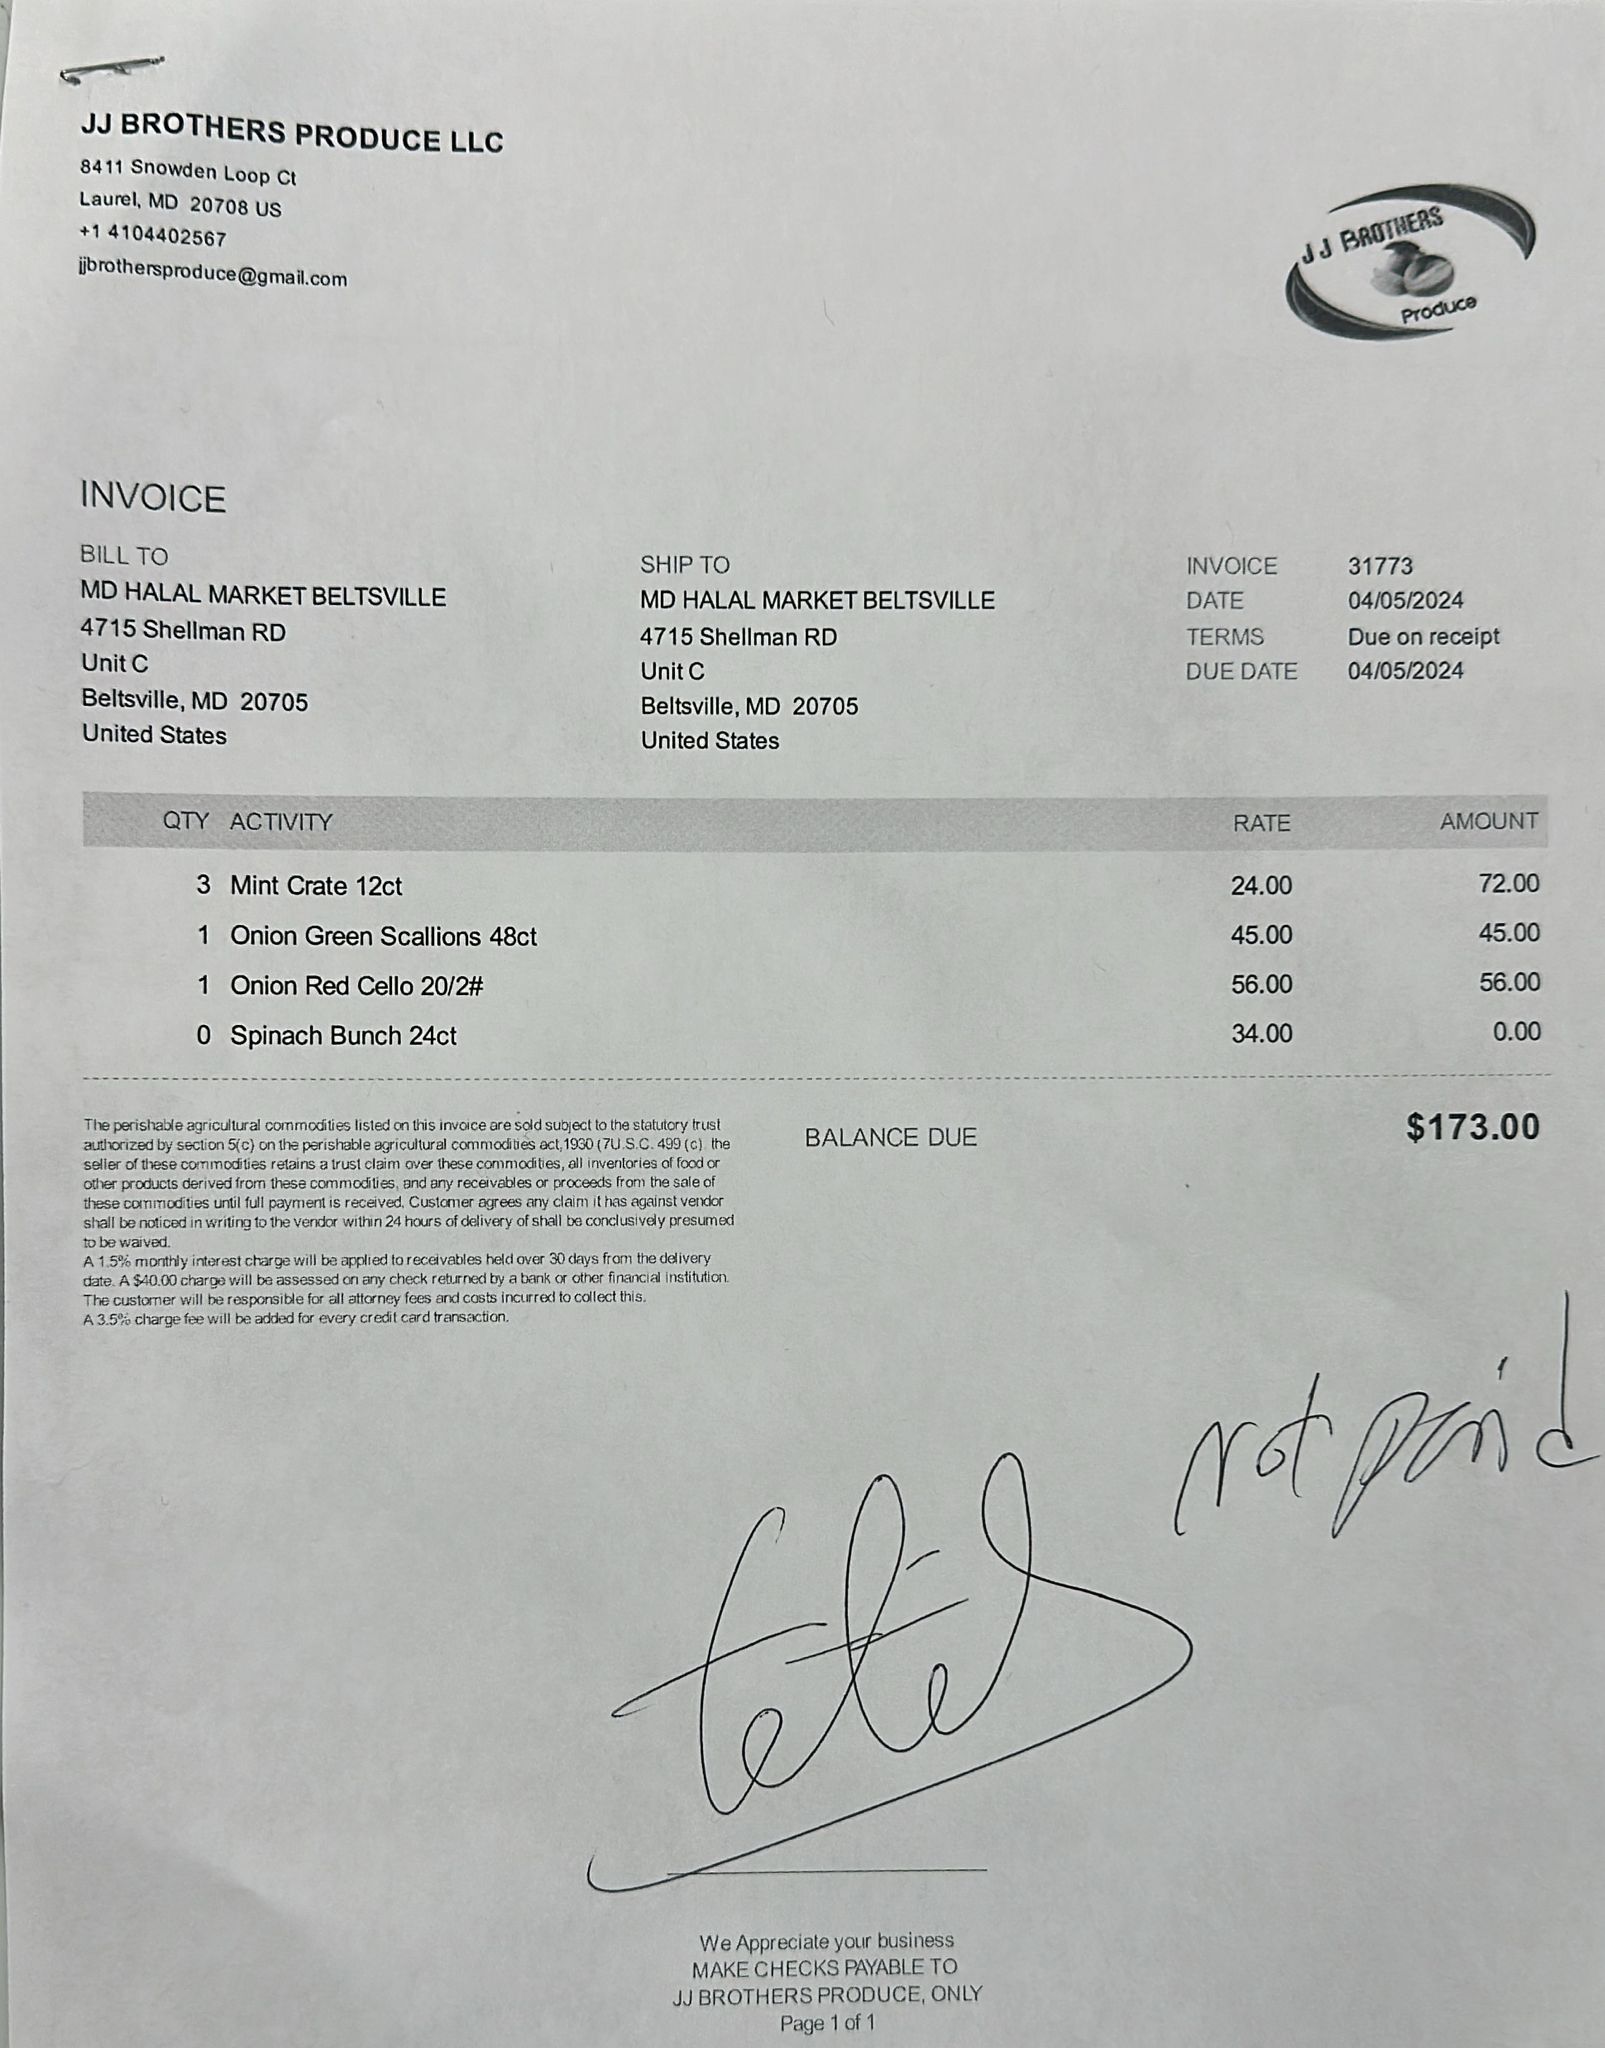 JJ BROTHERS PRODUCE LLC
8411 Snowden Loop Ct
Laurel, MD 20708 US
+1 4104402567
jjbrothersproduce@gmail.com
JJ BROTHERS
Produce
INVOICE
BILL TO
MD HALAL MARKET BELTSVILLE
4715 Shellman RD
Unit C
Beltsville, MD 20705
United States
SHIP TO
MD HALAL MARKET BELTSVILLE
4715 Shellman RD
Unit C
Beltsville, MD 20705
United States
INVOICE 31773
DATE 04/05/2024
TERMS Due on receipt
DUE DATE 04/05/2024
QTY ACTIVITY RATE AMOUNT
3 Mint Crate 12ct 24.00 72.00
1 Onion Green Scallions 48ct 45.00 45.00
1 Onion Red Cello 20/2# 56.00 56.00
0 Spinach Bunch 24ct 34.00 0.00
The perishable agricultural commodities listed on this invoice are sold subject to the statutory trust
authorized by section 5(c) on the perishable agricultural commodities act,1930 (7U.S.C. 499 (c). the
seller of these commodities retains a trust claim over these commodities, all inventories of food or
other products derived from these commodities, and any receivables or proceeds from the sale of
these commodities until full payment is received. Customer agrees any claim it has against vendor
shall be noticed in writing to the vendor within 24 hours of delivery of shall be conclusively presumed
to be waived.
A 1.5% monthly interest charge will be applied to receivables held over 30 days from the delivery
date. A $40.00 charge will be assessed on any check returned by a bank or other financial institution.
The customer will be responsible for all attorney fees and costs incurred to collect this.
A 3.5% charge fee will be added for every credit card transaction.
BALANCE DUE $173.00
Not paid
We Appreciate your business
MAKE CHECKS PAYABLE TO
JJ BROTHERS PRODUCE, ONLY
Page 1 of 1